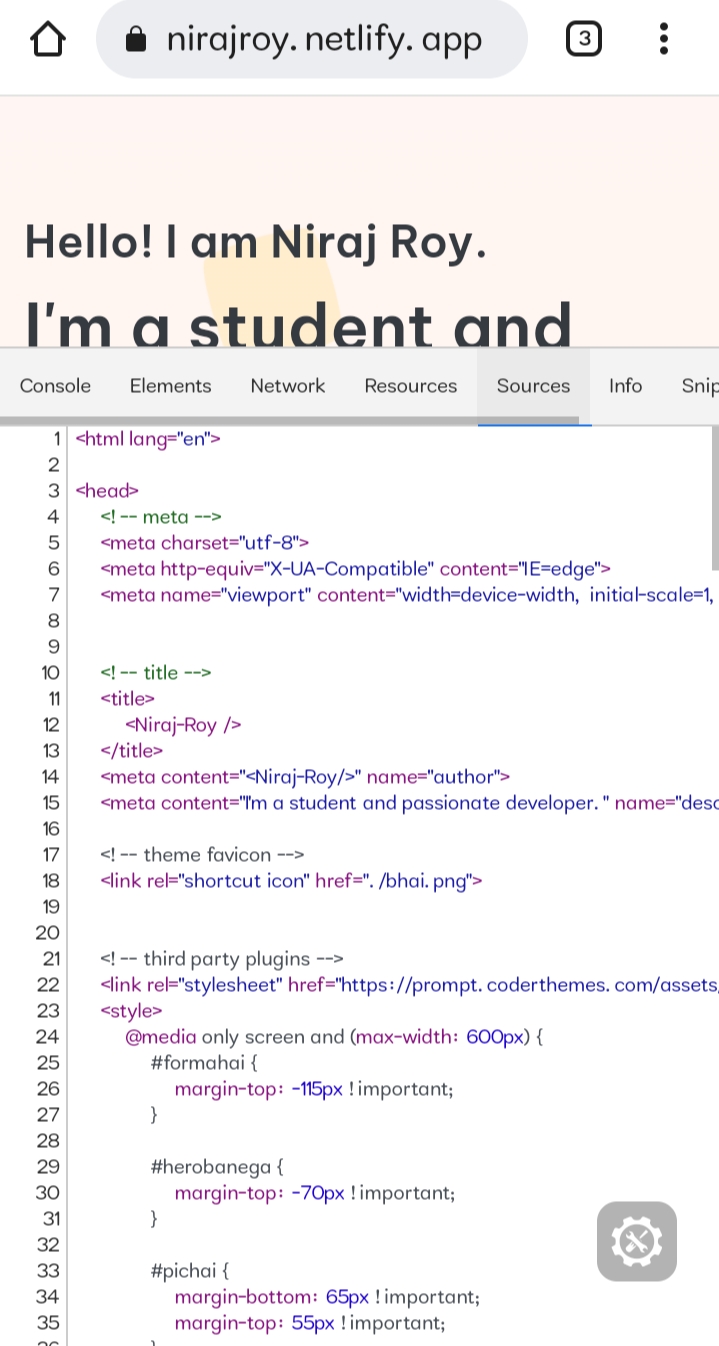 nirajroy.netlify.app
3
Hello! I am Niraj Roy.
I'm a student and
Console Elements Network Resources Sources Info Snip
1 <html lang="en">
2
3 <head>
4 <!-- meta -->
5 <meta charset="utf-8">
6 <meta http-equiv="X-UA-Compatible" content="IE=edge">
7 <meta name="viewport" content="width=device-width, initial-scale=1,
8
9
10 <!-- title -->
11 <title>
12 <Niraj-Roy />
13 </title>
14 <meta content="<Niraj-Roy/>" name="author">
15 <meta content="I'm a student and passionate developer." name="desc
16
17 <!-- theme favicon -->
18 <link rel="shortcut icon" href="./bhai.png">
19
20
21 <!-- third party plugins -->
22 <link rel="stylesheet" href="https://prompt.coderthemes.com/assets/
23 <style>
24 @media only screen and (max-width: 600px) {
25 #formahai {
26 margin-top: -115px !important;
27 }
28
29 #herobanega {
30 margin-top: -70px !important;
31 }
32
33 #pichai {
34 margin-bottom: 65px !important;
35 margin-top: 55px !important;